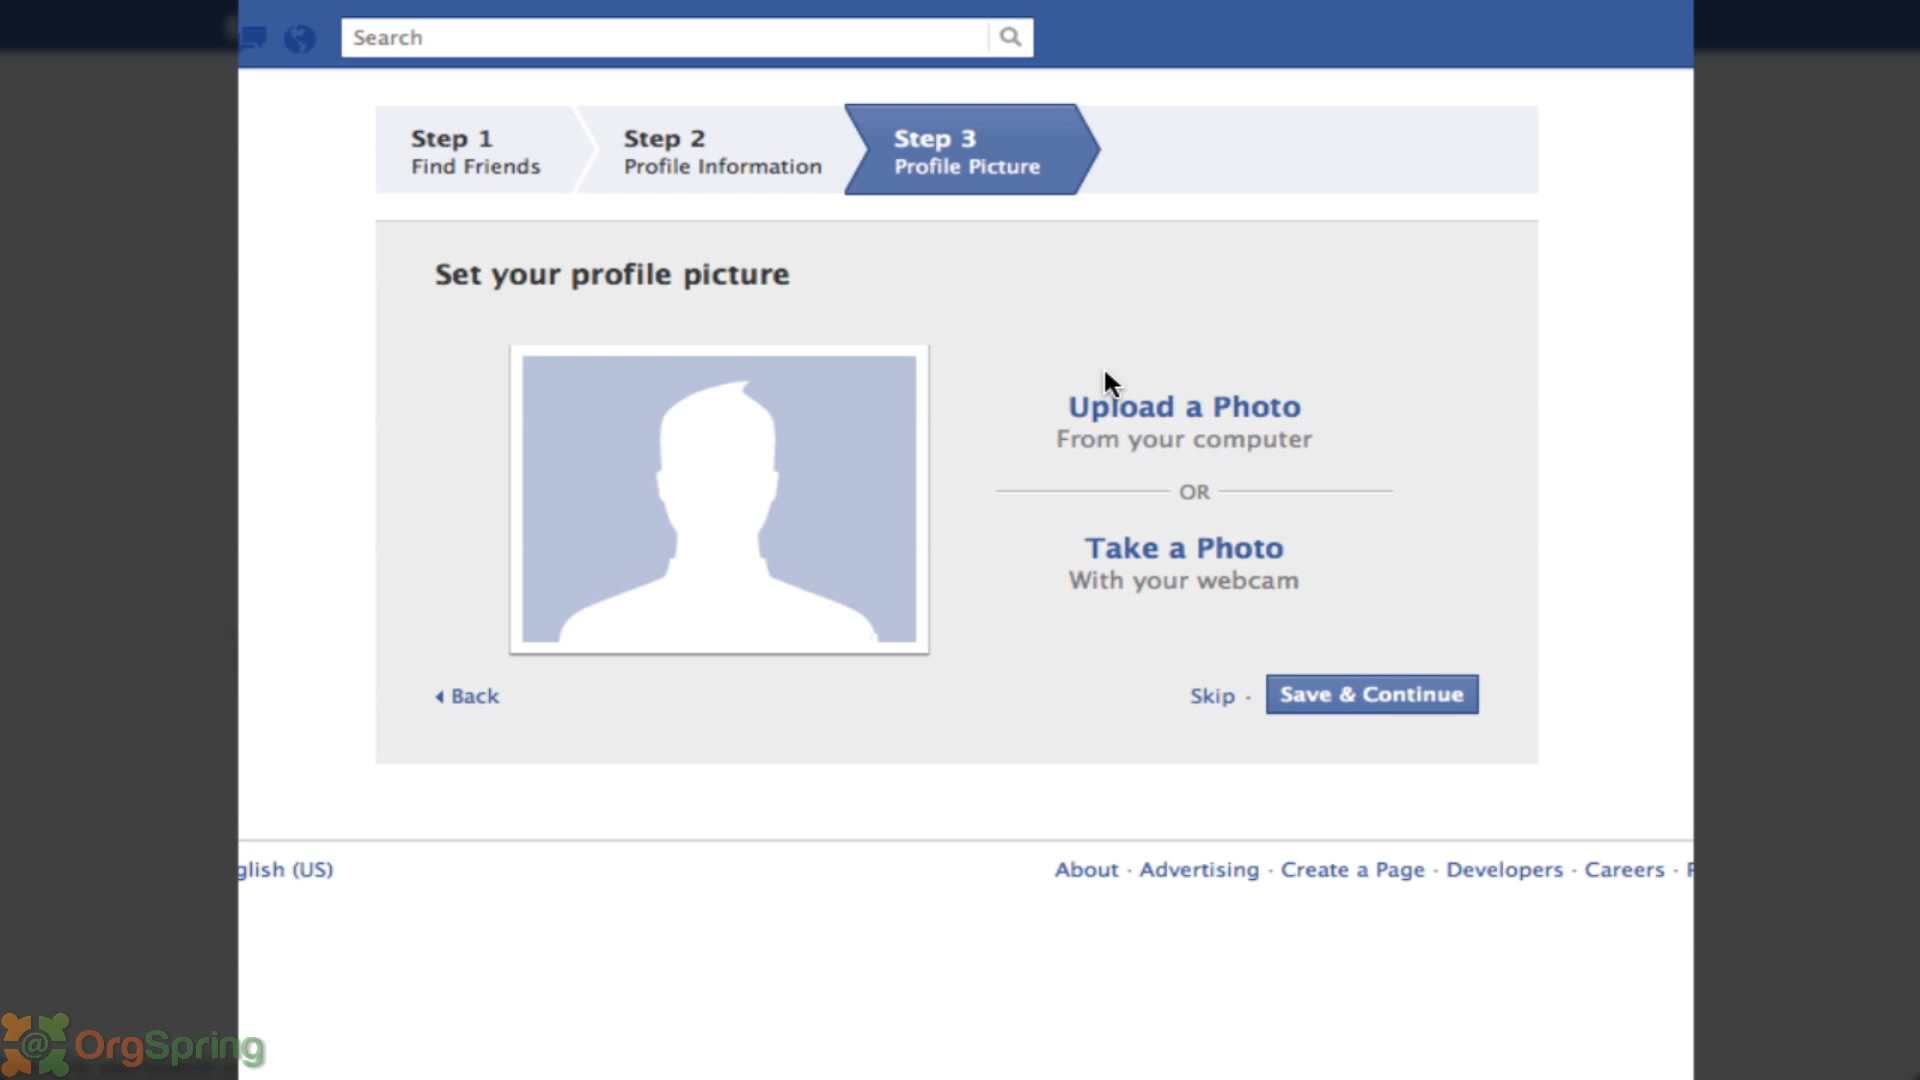 Search
Step 1
Find Friends
Step 2
Profile Information
Step 3
Profile Picture
Set your profile picture
Upload a Photo
From your computer
OR
Take a Photo
With your webcam
Back
Skip ·
Save & Continue
glish (US)
About · Advertising · Create a Page · Developers · Careers ·
@ OrgSpring